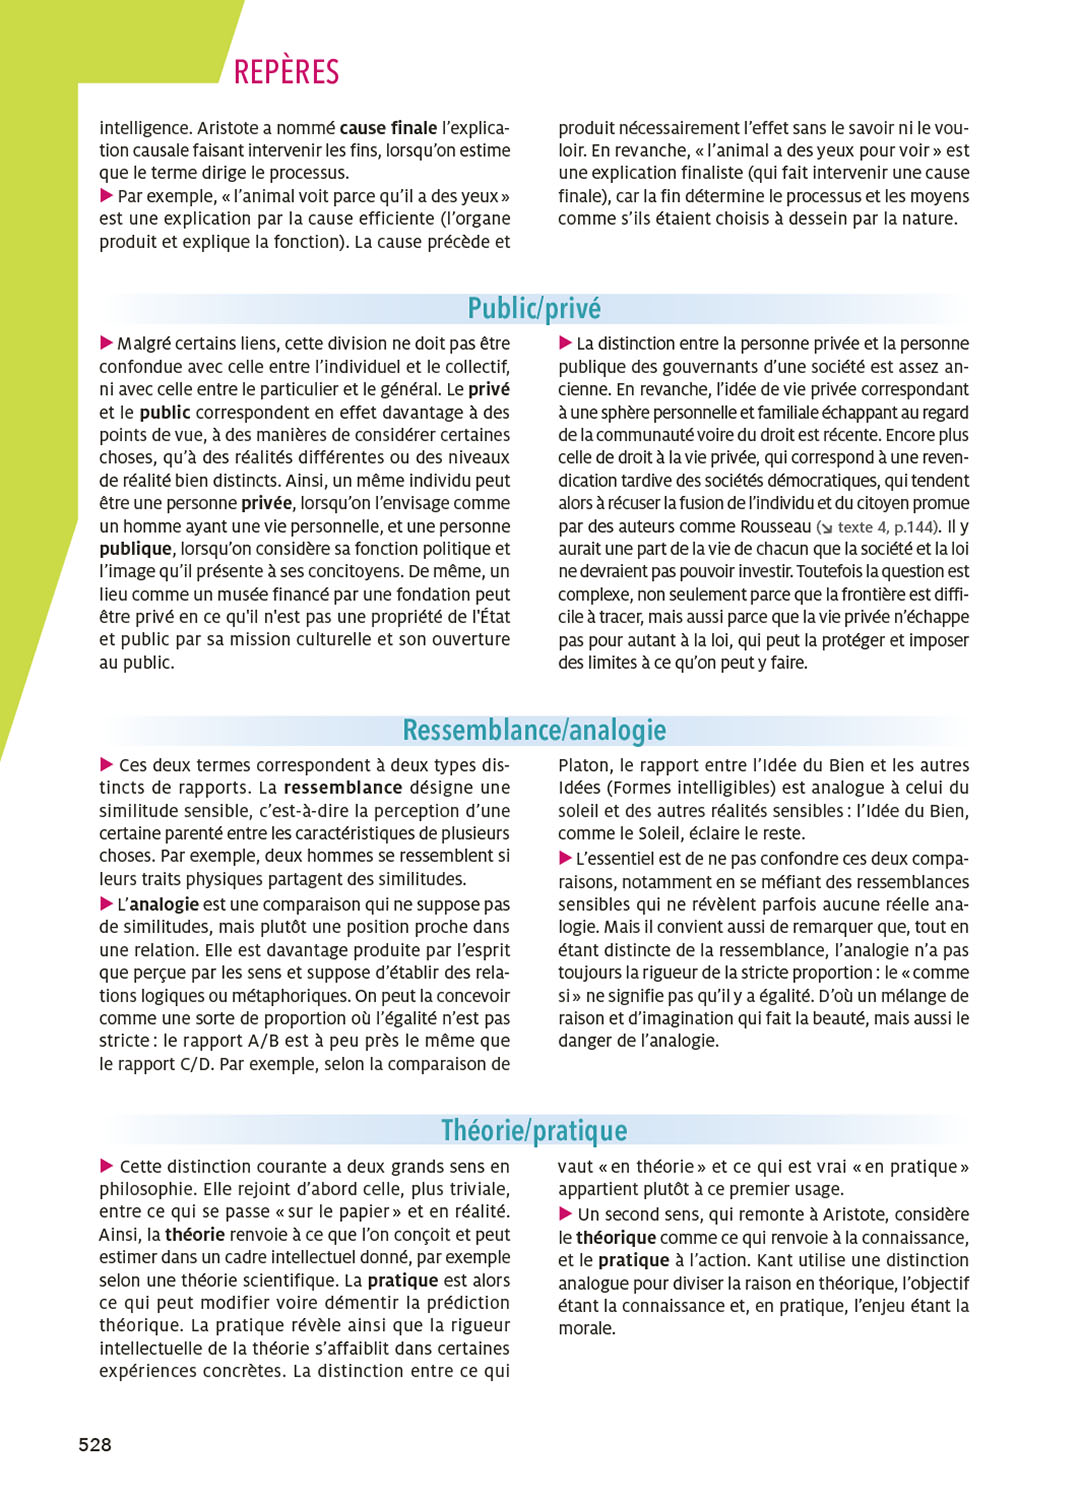 REPÈRES
intelligence. Aristote a nommé cause finale l’explica-
tion causale faisant intervenir les fins, lorsqu’on estime
que le terme dirige le processus.
▶ Par exemple, « l’animal voit parce qu’il a des yeux »
est une explication par la cause efficiente (l’organe
produit et explique la fonction). La cause précède et
produit nécessairement l’effet sans le savoir ni le vou-
loir. En revanche, « l’animal a des yeux pour voir » est
une explication finaliste (qui fait intervenir une cause
finale), car la fin détermine le processus et les moyens
comme s’ils étaient choisis à dessein par la nature.
Public/privé
▶ Malgré certains liens, cette division ne doit pas être
confondue avec celle entre l’individuel et le collectif,
ni avec celle entre le particulier et le général. Le privé
et le public correspondent en effet davantage à des
points de vue, à des manières de considérer certaines
choses, qu’à des réalités différentes ou des niveaux
de réalité bien distincts. Ainsi, un même individu peut
être une personne privée, lorsqu’on l’envisage comme
un homme ayant une vie personnelle, et une personne
publique, lorsqu’on considère sa fonction politique et
l’image qu’il présente à ses concitoyens. De même, un
lieu comme un musée financé par une fondation peut
être privé en ce qu'il n'est pas une propriété de l'État
et public par sa mission culturelle et son ouverture
au public.
▶ La distinction entre la personne privée et la personne
publique des gouvernants d’une société est assez an-
cienne. En revanche, l’idée de vie privée correspondant
à une sphère personnelle et familiale échappant au regard
de la communauté voire du droit est récente. Encore plus
celle de droit à la vie privée, qui correspond à une reven-
dication tardive des sociétés démocratiques, qui tendent
alors à récuser la fusion de l’individu et du citoyen promue
par des auteurs comme Rousseau (↘ texte 4, p.144). Il y
aurait une part de la vie de chacun que la société et la loi
ne devraient pas pouvoir investir. Toutefois la question est
complexe, non seulement parce que la frontière est diffi-
cile à tracer, mais aussi parce que la vie privée n’échappe
pas pour autant à la loi, qui peut la protéger et imposer
des limites à ce qu’on peut y faire.
Ressemblance/analogie
▶ Ces deux termes correspondent à deux types dis-
tincts de rapports. La ressemblance désigne une
similitude sensible, c’est-à-dire la perception d’une
certaine parenté entre les caractéristiques de plusieurs
choses. Par exemple, deux hommes se ressemblent si
leurs traits physiques partagent des similitudes.
▶ L’analogie est une comparaison qui ne suppose pas
de similitudes, mais plutôt une position proche dans
une relation. Elle est davantage produite par l’esprit
que perçue par les sens et suppose d’établir des rela-
tions logiques ou métaphoriques. On peut la concevoir
comme une sorte de proportion où l’égalité n’est pas
stricte : le rapport A/B est à peu près le même que
le rapport C/D. Par exemple, selon la comparaison de
Platon, le rapport entre l’Idée du Bien et les autres
Idées (Formes intelligibles) est analogue à celui du
soleil et des autres réalités sensibles : l’Idée du Bien,
comme le Soleil, éclaire le reste.
▶ L’essentiel est de ne pas confondre ces deux compa-
raisons, notamment en se méfiant des ressemblances
sensibles qui ne révèlent parfois aucune réelle ana-
logie. Mais il convient aussi de remarquer que, tout en
étant distincte de la ressemblance, l’analogie n’a pas
toujours la rigueur de la stricte proportion : le « comme
si » ne signifie pas qu’il y a égalité. D’où un mélange de
raison et d’imagination qui fait la beauté, mais aussi le
danger de l’analogie.
Théorie/pratique
▶ Cette distinction courante a deux grands sens en
philosophie. Elle rejoint d’abord celle, plus triviale,
entre ce qui se passe « sur le papier » et en réalité.
Ainsi, la théorie renvoie à ce que l’on conçoit et peut
estimer dans un cadre intellectuel donné, par exemple
selon une théorie scientifique. La pratique est alors
ce qui peut modifier voire démentir la prédiction
théorique. La pratique révèle ainsi que la rigueur
intellectuelle de la théorie s’affaiblit dans certaines
expériences concrètes. La distinction entre ce qui
vaut « en théorie » et ce qui est vrai « en pratique »
appartient plutôt à ce premier usage.
▶ Un second sens, qui remonte à Aristote, considère
le théorique comme ce qui renvoie à la connaissance,
et le pratique à l’action. Kant utilise une distinction
analogue pour diviser la raison en théorique, l’objectif
étant la connaissance et, en pratique, l’enjeu étant la
morale.
528